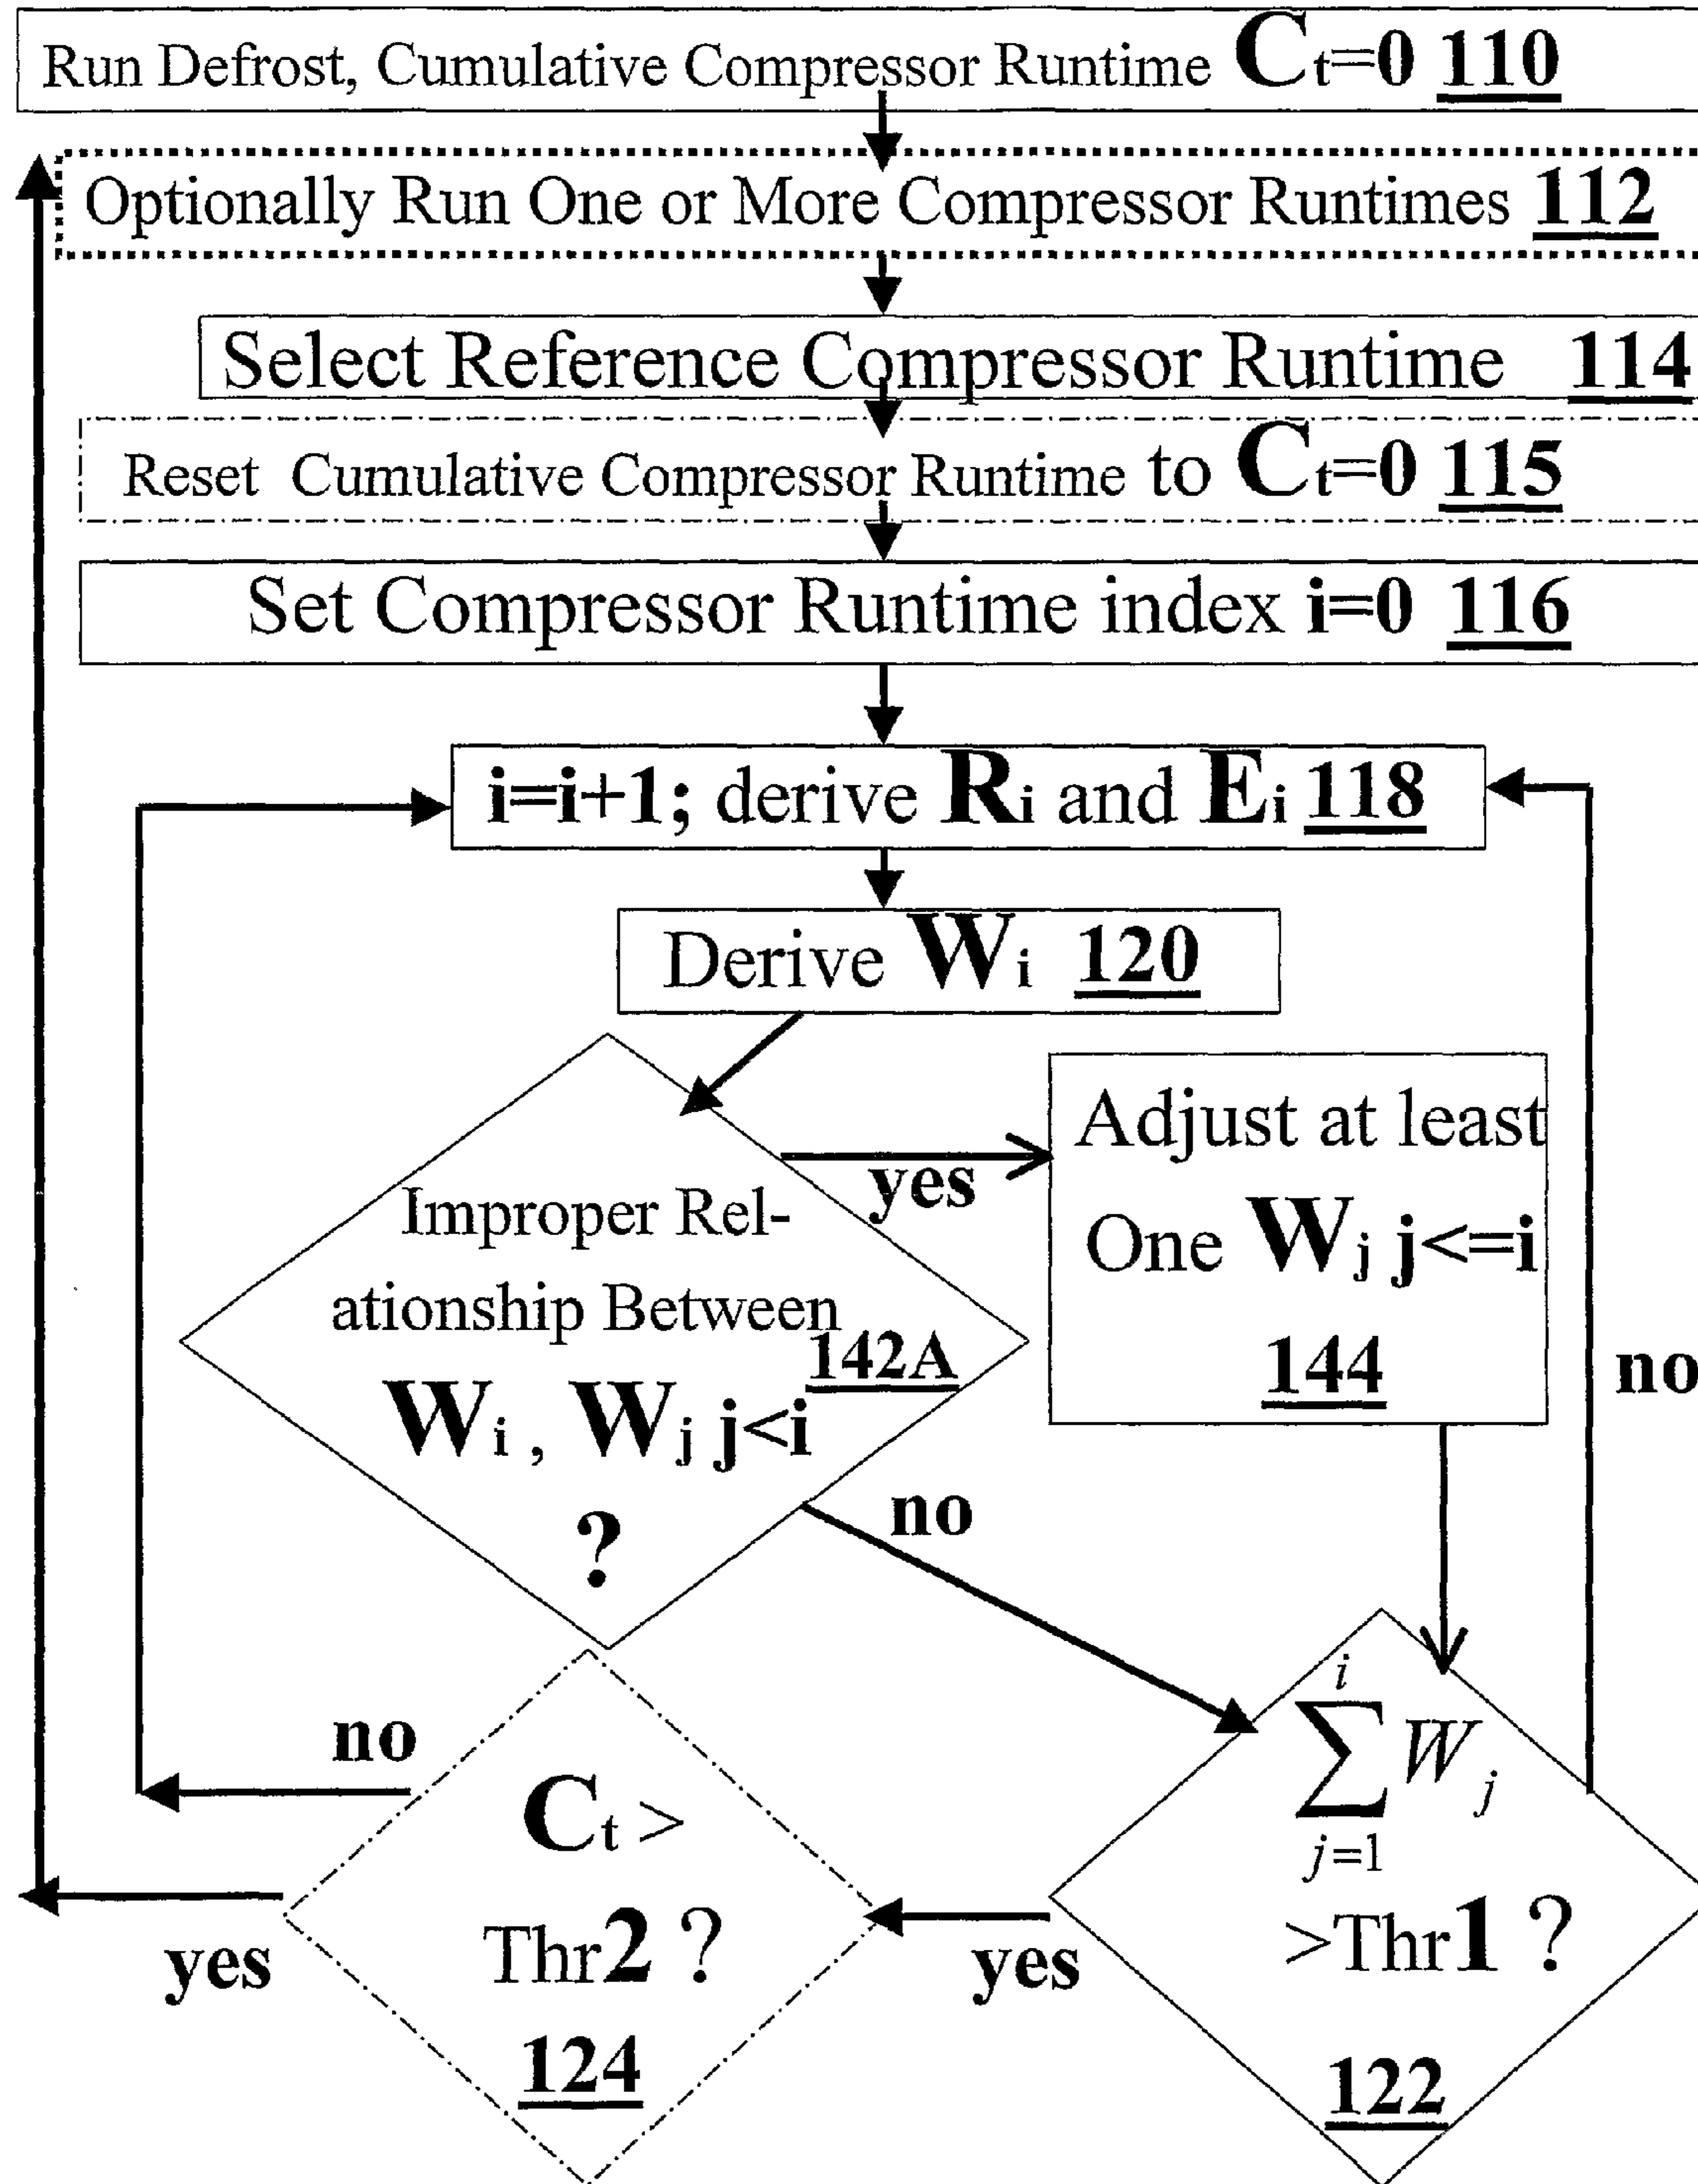 Run Defrost, Cumulative Compressor Runtime Ct=0 110
Optionally Run One or More Compressor Runtimes 112
Select Reference Compressor Runtime 114
Reset Cumulative Compressor Runtime to Ct=0 115
Set Compressor Runtime index i=0 116
i=i+1; derive Ri and Ei 118
Derive Wi 120
Improper Rel-
ationship Between
142A
Wi , Wj j<i
?
yes
Adjust at least
One Wj j<=i
144
no
no
i
∑Wj
j=1
>Thr1 ?
122
yes
no
Ct >
Thr2 ?
124
yes